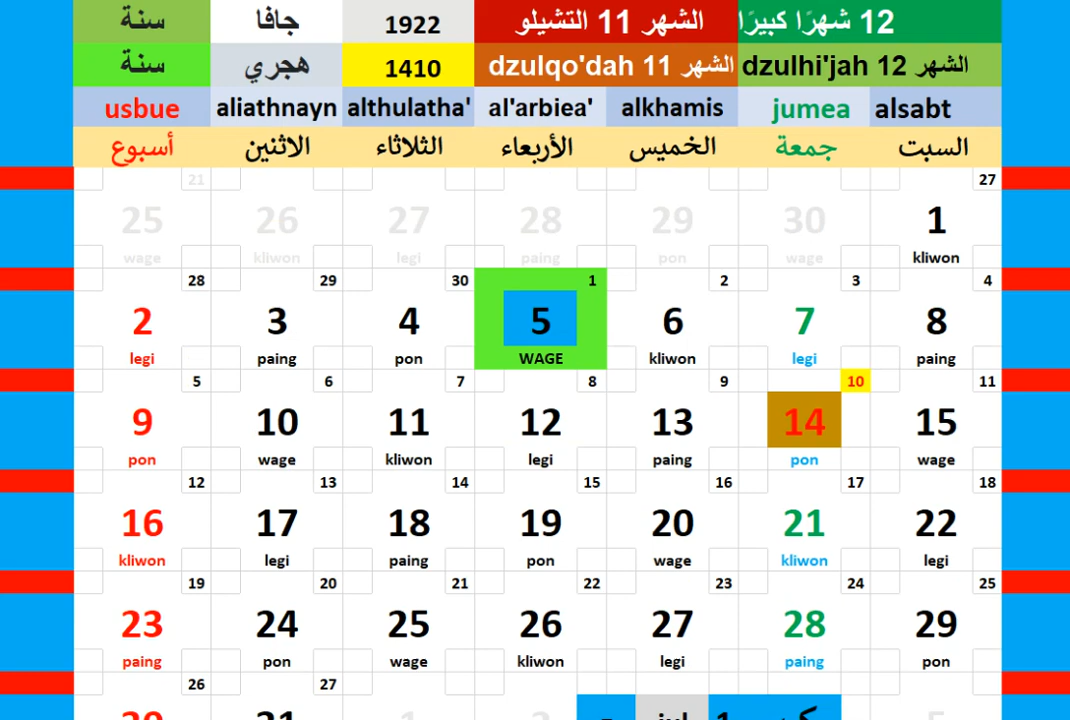 سنة جافا 1922 الشهر 11 التشيلو 12 شهرًا كبيرًا
سنة هجري 1410 الشهر 11 dzulqo'dah الشهر 12 dzulhi'jah
usbue aliathnayn althulatha' al'arbiea' alkhamis jumea alsabt
أسبوع الاثنين الثلاثاء الأربعاء الخميس جمعة السبت
21 27
25 26 27 28 29 30 1
wage kliwon legi paing pon wage kliwon
28 29 30 1 2 3 4
2 3 4 5 6 7 8
legi paing pon WAGE kliwon legi paing
5 6 7 8 9 10 11
9 10 11 12 13 14 15
pon wage kliwon legi paing pon wage
12 13 14 15 16 17 18
16 17 18 19 20 21 22
kliwon legi paing pon wage kliwon legi
19 20 21 22 23 24 25
23 24 25 26 27 28 29
paing pon wage kliwon legi paing pon
26 27
30 31